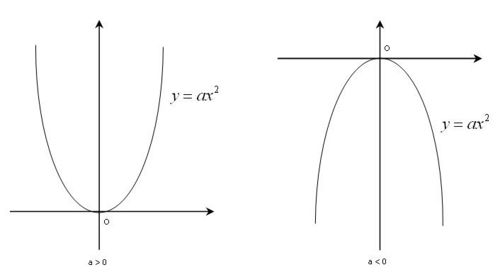 y = ax²
O
a > 0
O
y = ax²
a < 0